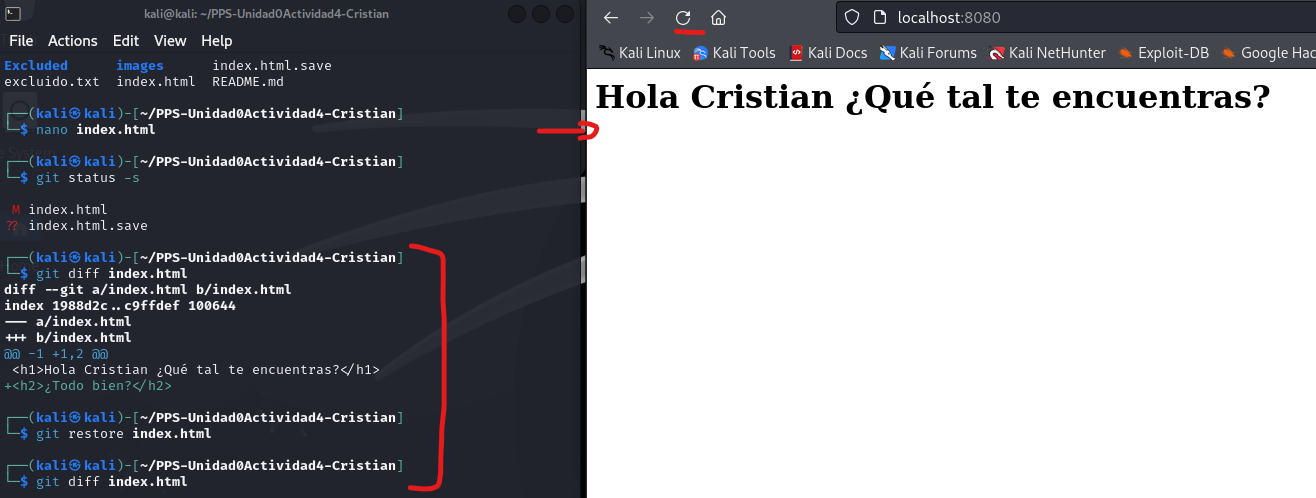 kali@kali: ~/PPS-Unidad0Actividad4-Cristian
File Actions Edit View Help
Excluded images index.html.save
excluido.txt index.html README.md
┌──(kali㉿kali)-[~/PPS-Unidad0Actividad4-Cristian]
└─$ nano index.html
┌──(kali㉿kali)-[~/PPS-Unidad0Actividad4-Cristian]
└─$ git status -s
M index.html
?? index.html.save
┌──(kali㉿kali)-[~/PPS-Unidad0Actividad4-Cristian]
└─$ git diff index.html
diff --git a/index.html b/index.html
index 1988d2c..c9ffdef 100644
--- a/index.html
+++ b/index.html
@@ -1 +1,2 @@
<h1>Hola Cristian ¿Qué tal te encuentras?</h1>
+<h2>¿Todo bien?</h2>
┌──(kali㉿kali)-[~/PPS-Unidad0Actividad4-Cristian]
└─$ git restore index.html
┌──(kali㉿kali)-[~/PPS-Unidad0Actividad4-Cristian]
└─$ git diff index.html
localhost:8080
Kali Linux Kali Tools Kali Docs Kali Forums Kali NetHunter Exploit-DB Google Hac
Hola Cristian ¿Qué tal te encuentras?